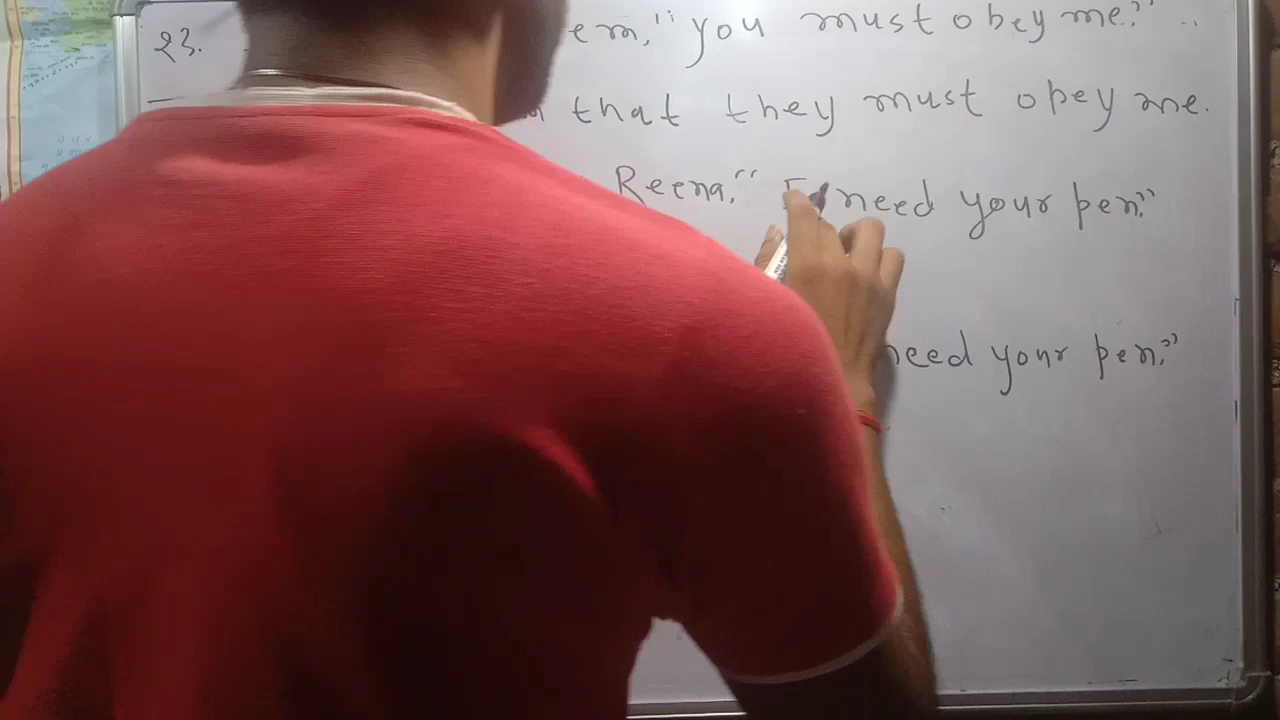 23. em," you must obey me." ..
that they must obey me.
Reena," I need your pen."
need your pen."